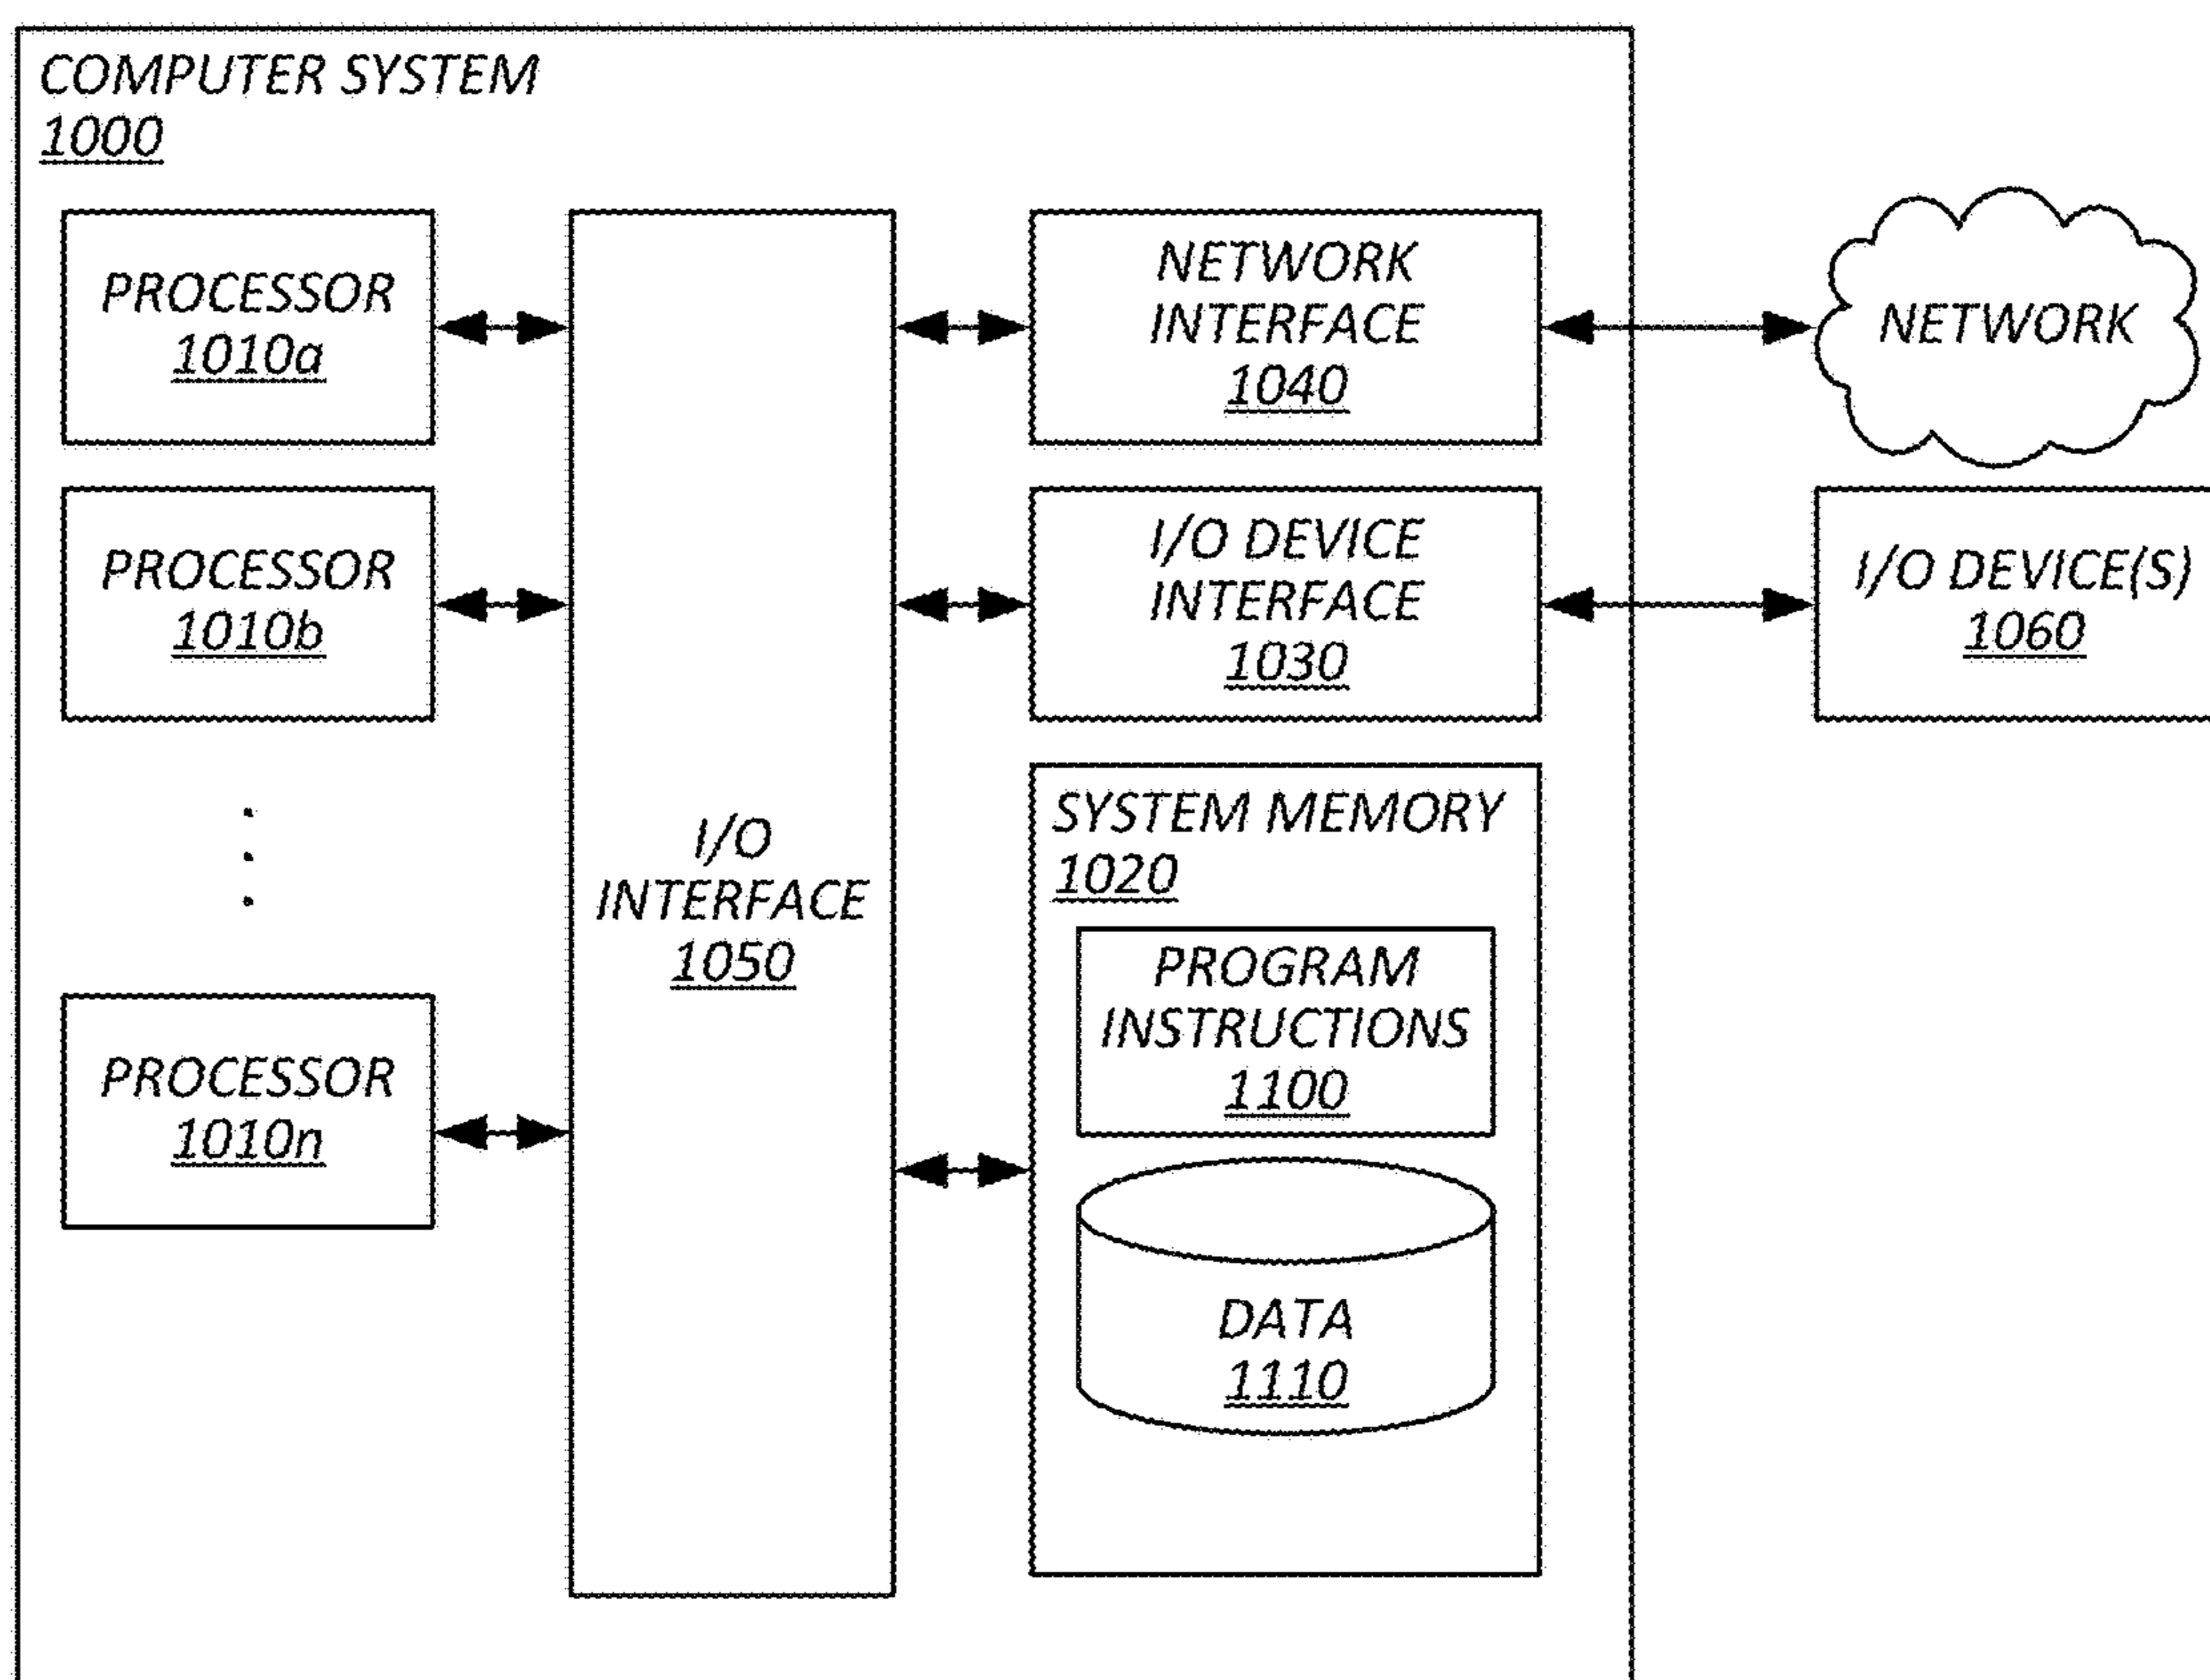 COMPUTER SYSTEM
1000
PROCESSOR
1010a
PROCESSOR
1010b
PROCESSOR
1010n
I/O
INTERFACE
1050
NETWORK
INTERFACE
1040
I/O DEVICE
INTERFACE
1030
SYSTEM MEMORY
1020
PROGRAM
INSTRUCTIONS
1100
DATA
1110
NETWORK
I/O DEVICE(S)
1060